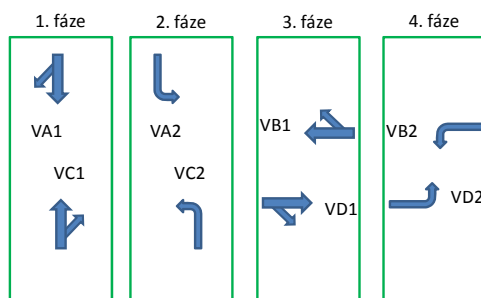 1. fáze
2. fáze
3. fáze
4. fáze
VA1
VC1
VA2
VC2
VB1
VD1
VB2
VD2